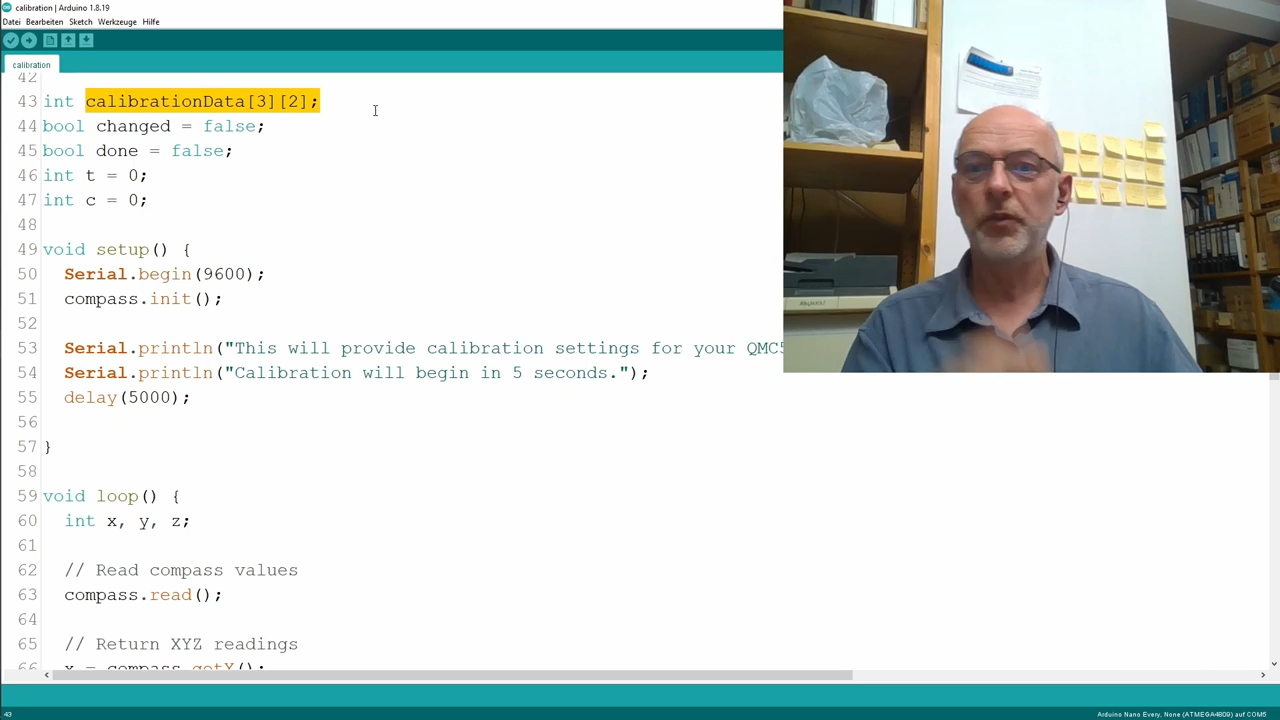 calibration | Arduino 1.8.19
Datei Bearbeiten Sketch Werkzeuge Hilfe
calibration
42
43 int calibrationData[3][2];
44 bool changed = false;
45 bool done = false;
46 int t = 0;
47 int c = 0;
48
49 void setup() {
50 Serial.begin(9600);
51 compass.init();
52
53 Serial.println("This will provide calibration settings for your QMC5
54 Serial.println("Calibration will begin in 5 seconds.");
55 delay(5000);
56
57 }
58
59 void loop() {
60 int x, y, z;
61
62 // Read compass values
63 compass.read();
64
65 // Return XYZ readings
66 x = compass.getX();
43
Arduino Nano Every, None (ATMEGA4809) auf COM5